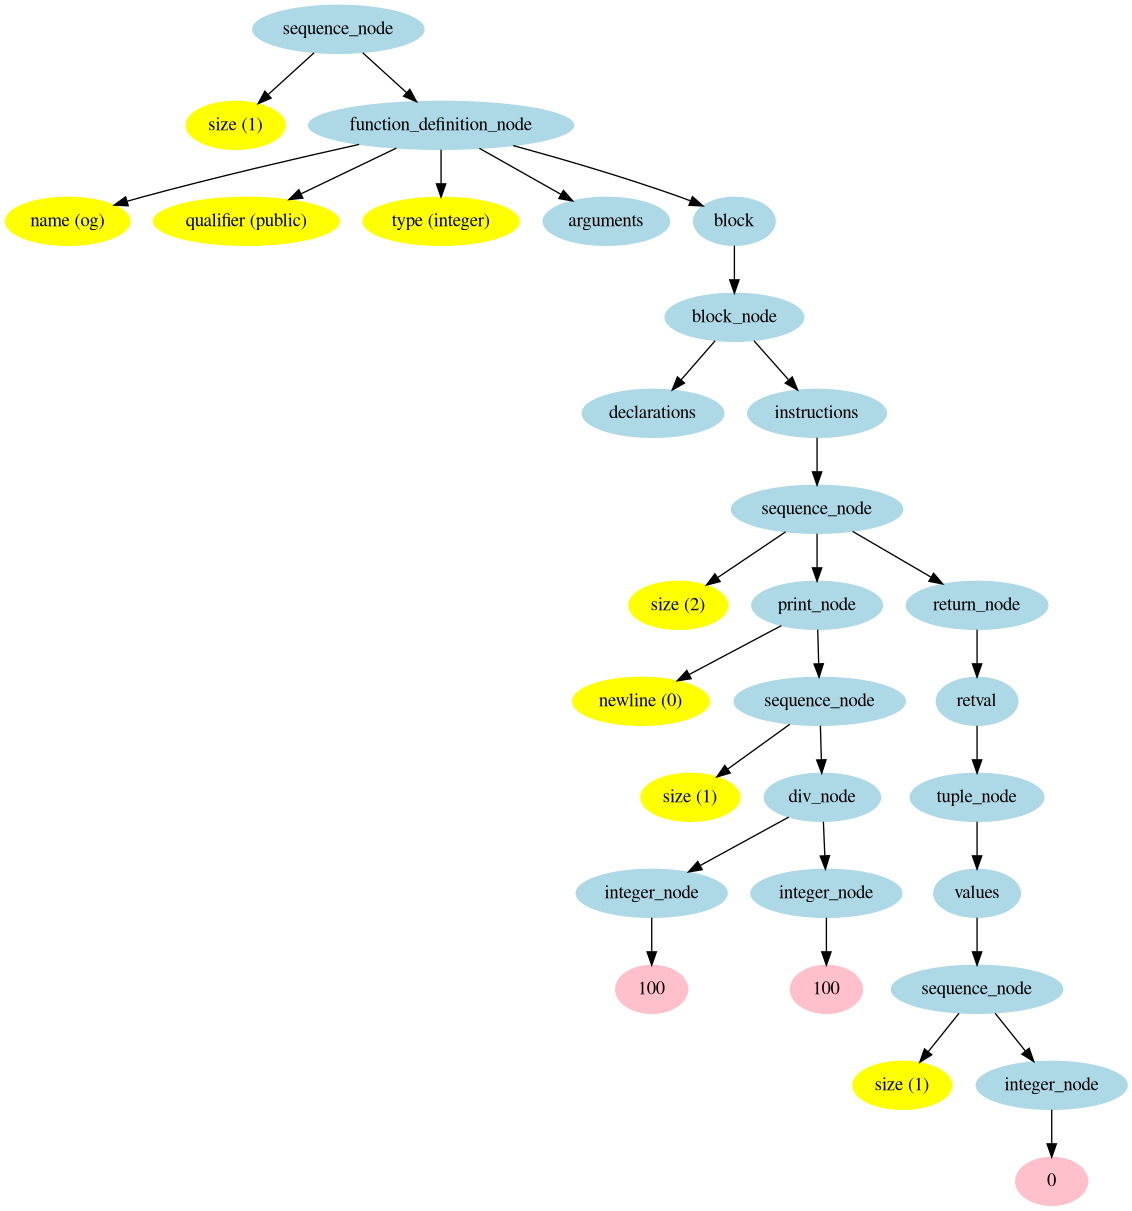 sequence_node
size (1)
function_definition_node
name (og)
qualifier (public)
type (integer)
arguments
block
block_node
declarations
instructions
sequence_node
size (2)
print_node
return_node
newline (0)
sequence_node
retval
size (1)
div_node
tuple_node
integer_node
integer_node
values
100
100
sequence_node
size (1)
integer_node
0